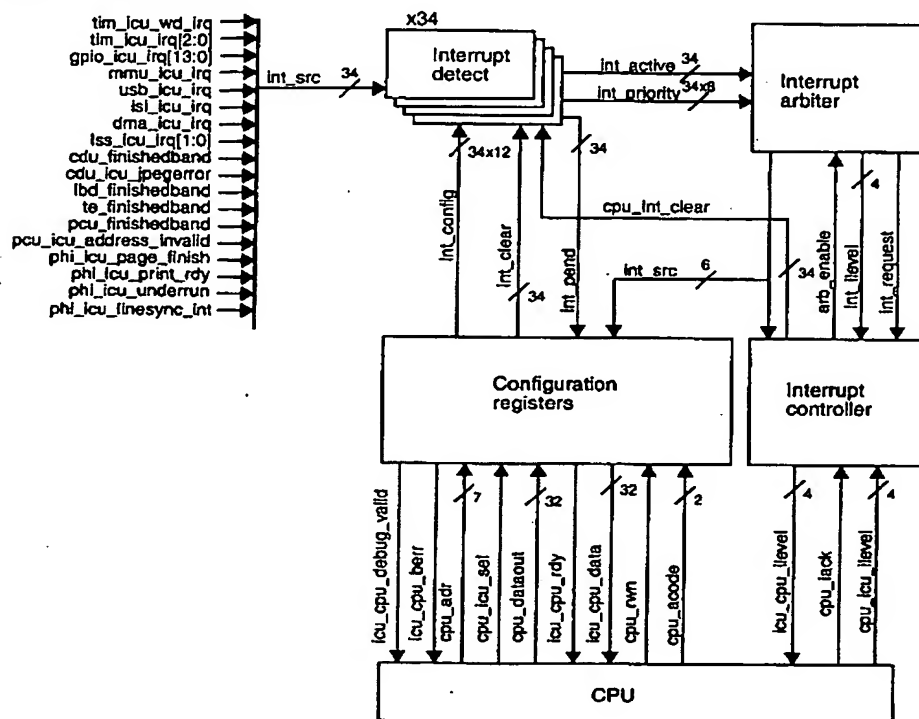 tim_icu_wd_irq
tim_icu_irq[2:0]
gpio_icu_irq[13:0]
mmu_icu_irq
usb_icu_irq
isi_icu_irq
dma_icu_irq
lss_icu_irq[1:0]
cdu_finishedband
cdu_icu_jpegerror
lbd_finishedband
te_finishedband
pcu_finishedband
pcu_icu_address_invalid
phi_icu_page_finish
phi_icu_print_rdy
phi_icu_underrun
phi_icu_linesync_int
int_src
34
x34
Interrupt
detect
int_active
34
int_priority
34x8
Interrupt
arbiter
34x12
34
int_config
int_clear
34
int_pend
cpu_int_clear
int_src
6
34
arb_enable
4
int_ilevel
int_request
Configuration
registers
Interrupt
controller
icu_cpu_debug_valid
icu_cpu_berr
cpu_adr
7
cpu_icu_sel
cpu_dataout
32
icu_cpu_rdy
icu_cpu_data
32
cpu_rwn
cpu_acode
2
icu_cpu_ilevel
4
cpu_iack
cpu_icu_ilevel
4
CPU